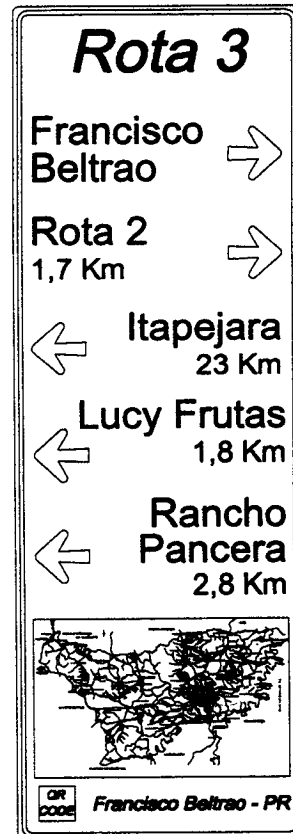 Rota 3
Francisco
Beltrao
Rota 2
1,7 Km
Itapejara
23 Km
Lucy Frutas
1,8 Km
Rancho
Pancera
2,8 Km
QR
CODE
Francisco Beltrao - PR